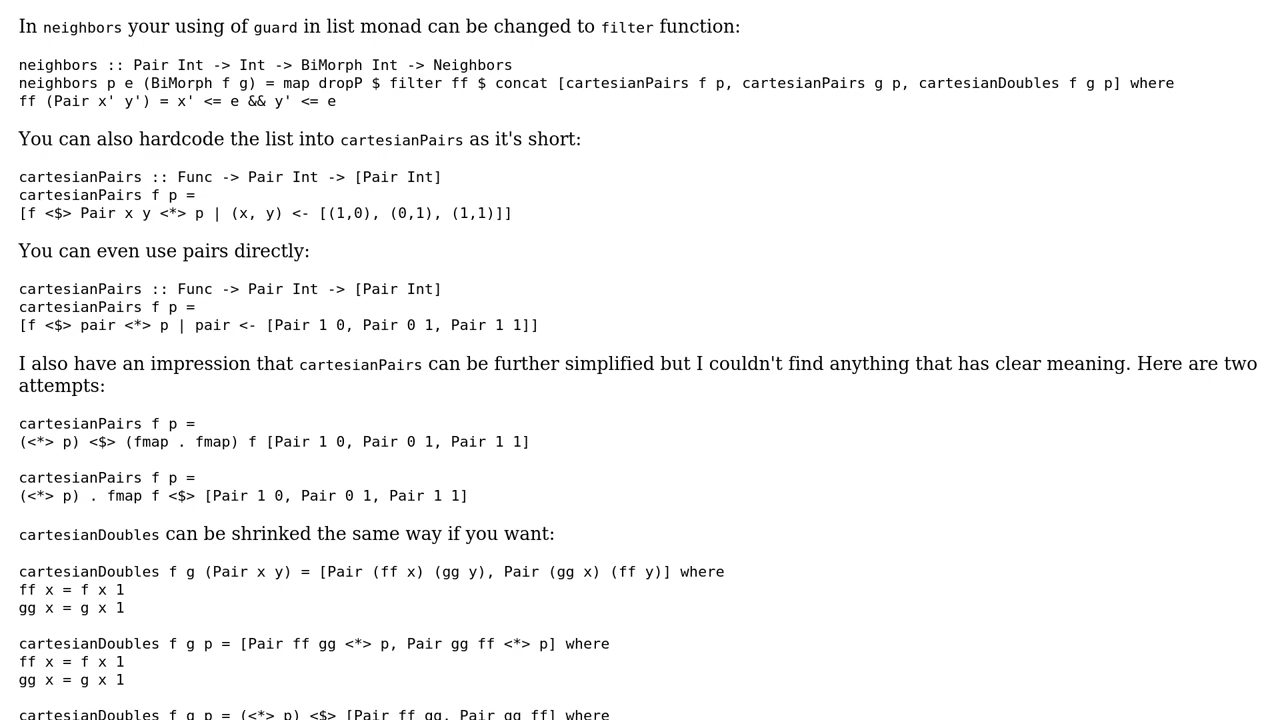 In neighbors your using of guard in list monad can be changed to filter function:
neighbors :: Pair Int -> Int -> BiMorph Int -> Neighbors
neighbors p e (BiMorph f g) = map dropP $ filter ff $ concat [cartesianPairs f p, cartesianPairs g p, cartesianDoubles f g p] where
ff (Pair x' y') = x' <= e && y' <= e
You can also hardcode the list into cartesianPairs as it's short:
cartesianPairs :: Func -> Pair Int -> [Pair Int]
cartesianPairs f p =
[f <$> Pair x y <*> p | (x, y) <- [(1,0), (0,1), (1,1)]]
You can even use pairs directly:
cartesianPairs :: Func -> Pair Int -> [Pair Int]
cartesianPairs f p =
[f <$> pair <*> p | pair <- [Pair 1 0, Pair 0 1, Pair 1 1]]
I also have an impression that cartesianPairs can be further simplified but I couldn't find anything that has clear meaning. Here are two
attempts:
cartesianPairs f p =
(<*> p) <$> (fmap . fmap) f [Pair 1 0, Pair 0 1, Pair 1 1]
cartesianPairs f p =
(<*> p) . fmap f <$> [Pair 1 0, Pair 0 1, Pair 1 1]
cartesianDoubles can be shrinked the same way if you want:
cartesianDoubles f g (Pair x y) = [Pair (ff x) (gg y), Pair (gg x) (ff y)] where
ff x = f x 1
gg x = g x 1
cartesianDoubles f g p = [Pair ff gg <*> p, Pair gg ff <*> p] where
ff x = f x 1
gg x = g x 1
cartesianDoubles f g p = (<*> p) <$> [Pair ff gg, Pair gg ff] where